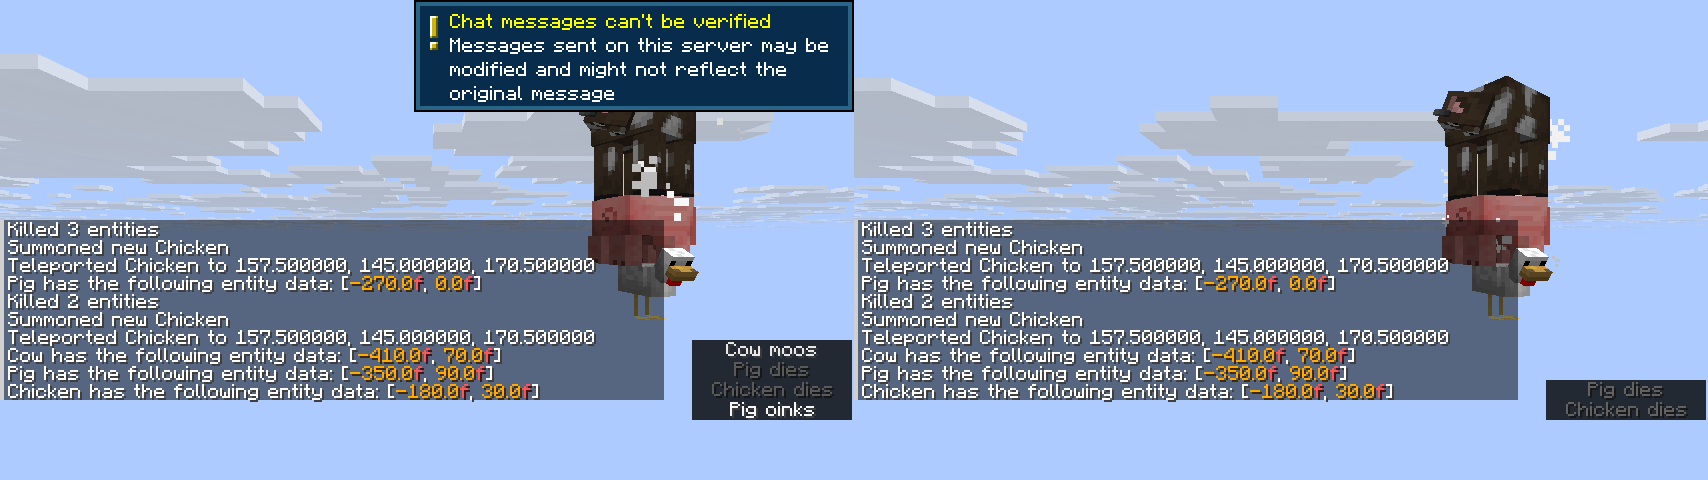 Chat messages can't be verified
Messages sent on this server may be
modified and might not reflect the
original message
Killed 3 entities
Summoned new Chicken
Teleported Chicken to 157.500000, 145.000000, 170.500000
Pig has the following entity data: [-270.0f, 0.0f]
Killed 2 entities
Summoned new Chicken
Teleported Chicken to 157.500000, 145.000000, 170.500000
Cow has the following entity data: [-410.0f, 70.0f]
Pig has the following entity data: [-350.0f, 90.0f]
Chicken has the following entity data: [-180.0f, 30.0f]
Cow moos
Pig dies
Chicken dies
Pig oinks
Killed 3 entities
Summoned new Chicken
Teleported Chicken to 157.500000, 145.000000, 170.500000
Pig has the following entity data: [-270.0f, 0.0f]
Killed 2 entities
Summoned new Chicken
Teleported Chicken to 157.500000, 145.000000, 170.500000
Cow has the following entity data: [-410.0f, 70.0f]
Pig has the following entity data: [-350.0f, 90.0f]
Chicken has the following entity data: [-180.0f, 30.0f]
Pig dies
Chicken dies